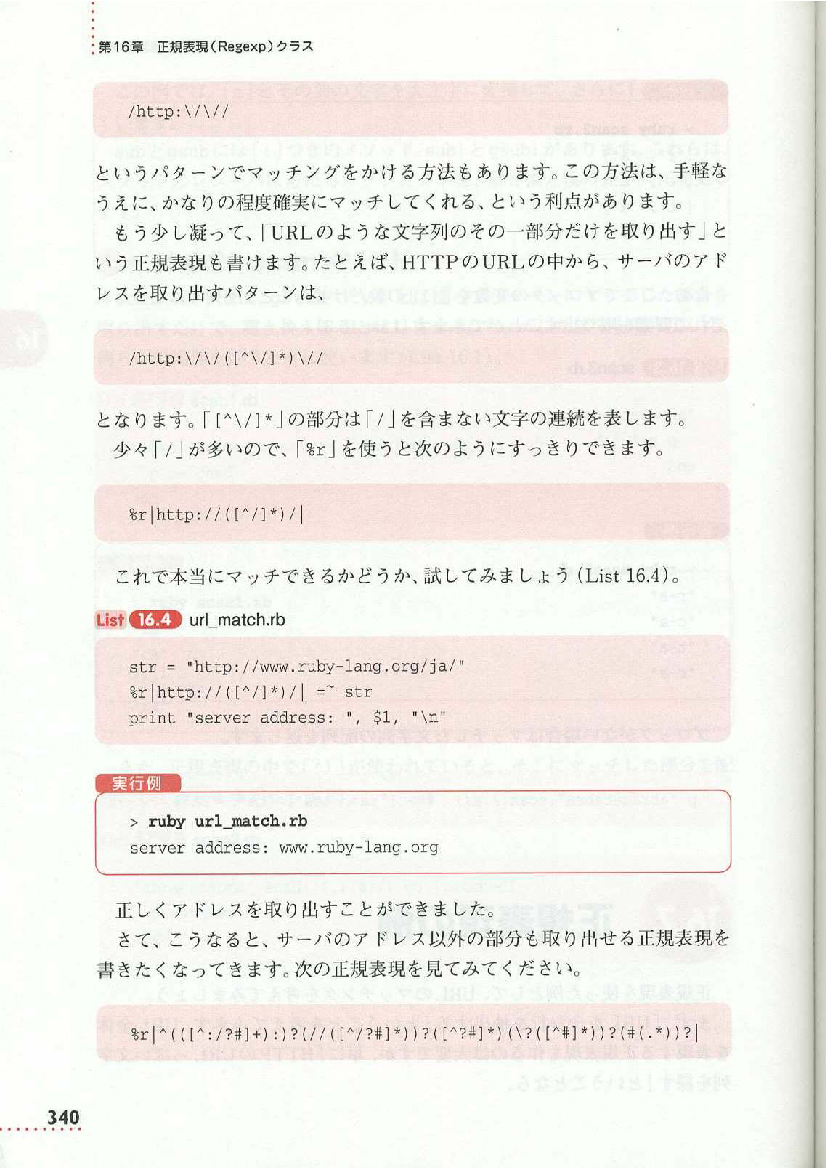 第16章　正規表現(Regexp)クラス
/http:\/\//
というパターンでマッチングをかける方法もあります。この方法は、手軽な
うえに、かなりの程度確実にマッチしてくれる、という利点があります。
もう少し凝って、「URLのような文字列のその一部分だけを取り出す」と
いう正規表現も書けます。たとえば、HTTPのURLの中から、サーバのアド
レスを取り出すパターンは、
/http:\/\/([^\/]*)\//
となります。「[^\/]*」の部分は「/」を含まない文字の連続を表します。
少々「/」が多いので、「%r」を使うと次のようにすっきりできます。
%r|http://([^/]*)/|
これで本当にマッチできるかどうか、試してみましょう(List 16.4)。
List 16.4 url_match.rb
str = "http://www.ruby-lang.org/ja/"
%r|http://([^/]*)/| =~ str
print "server address: ", $1, "\n"
実行例
> ruby url_match.rb
server address: www.ruby-lang.org
正しくアドレスを取り出すことができました。
さて、こうなると、サーバのアドレス以外の部分も取り出せる正規表現を
書きたくなってきます。次の正規表現を見てみてください。
%r|^(([^:/?#]+):)?(//([^/?#]*))?([^?#]*)(\?([^#]*))?(#(.*))?|
340